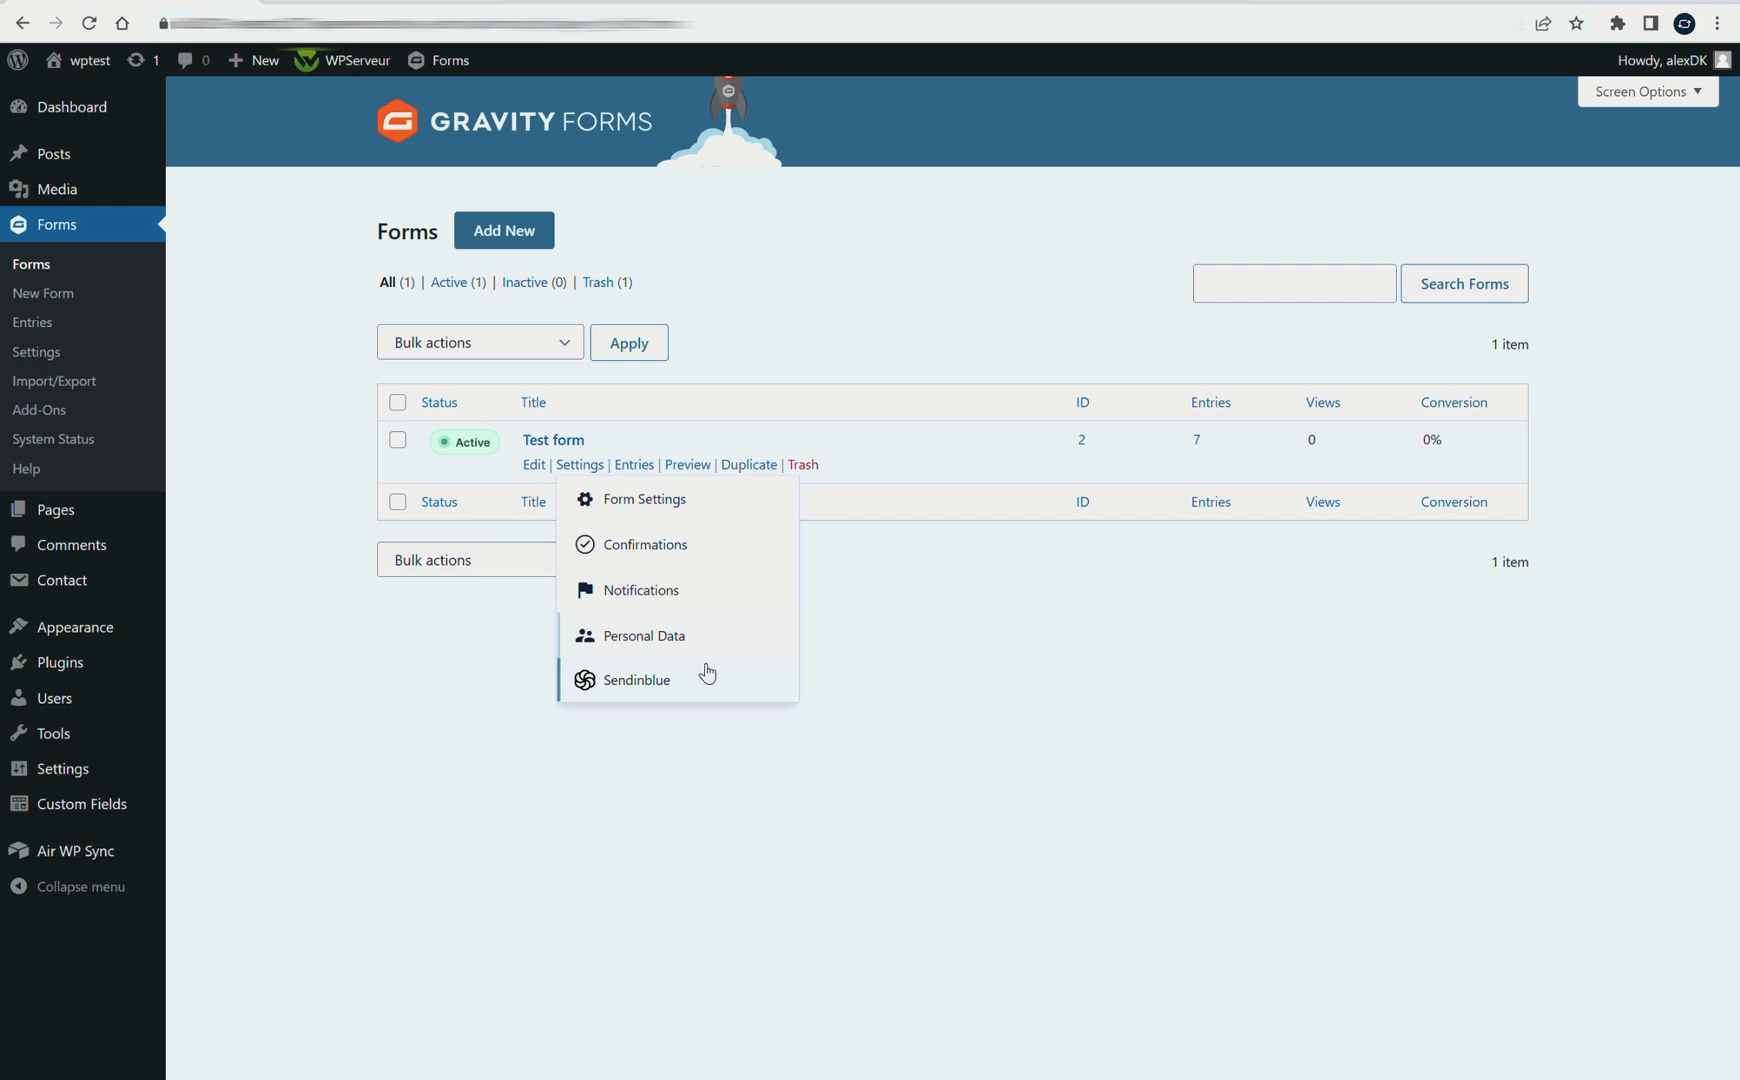 wptest 1 0 New WPServeur Forms Howdy, alexDK
Screen Options
Dashboard
Posts
Media
Forms
Forms
New Form
Entries
Settings
Import/Export
Add-Ons
System Status
Help
Pages
Comments
Contact
Appearance
Plugins
Users
Tools
Settings
Custom Fields
Air WP Sync
Collapse menu
GRAVITY FORMS
Forms Add New
All (1) | Active (1) | Inactive (0) | Trash (1)
Search Forms
Bulk actions Apply 1 item
Status Title ID Entries Views Conversion
Active Test form 2 7 0 0%
Edit | Settings | Entries | Preview | Duplicate | Trash
Status Title ID Entries Views Conversion
Form Settings
Confirmations
Notifications
Personal Data
Sendinblue
Bulk actions 1 item